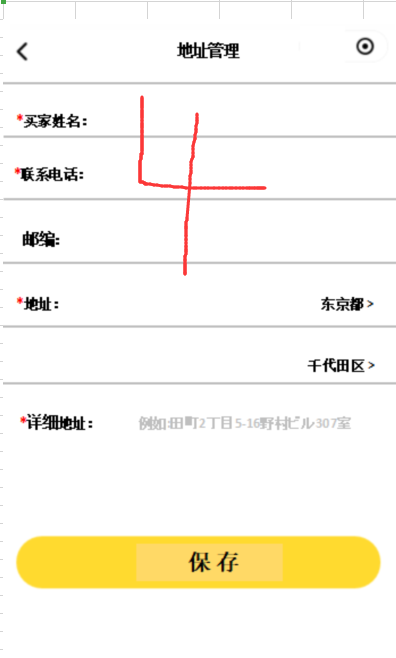 地址管理
*买家姓名：
*联系电话：
4
邮编：
*地址： 东京都>
千代田区>
*详细地址： 例如:田町2丁目5-16野村ビル307室
保存